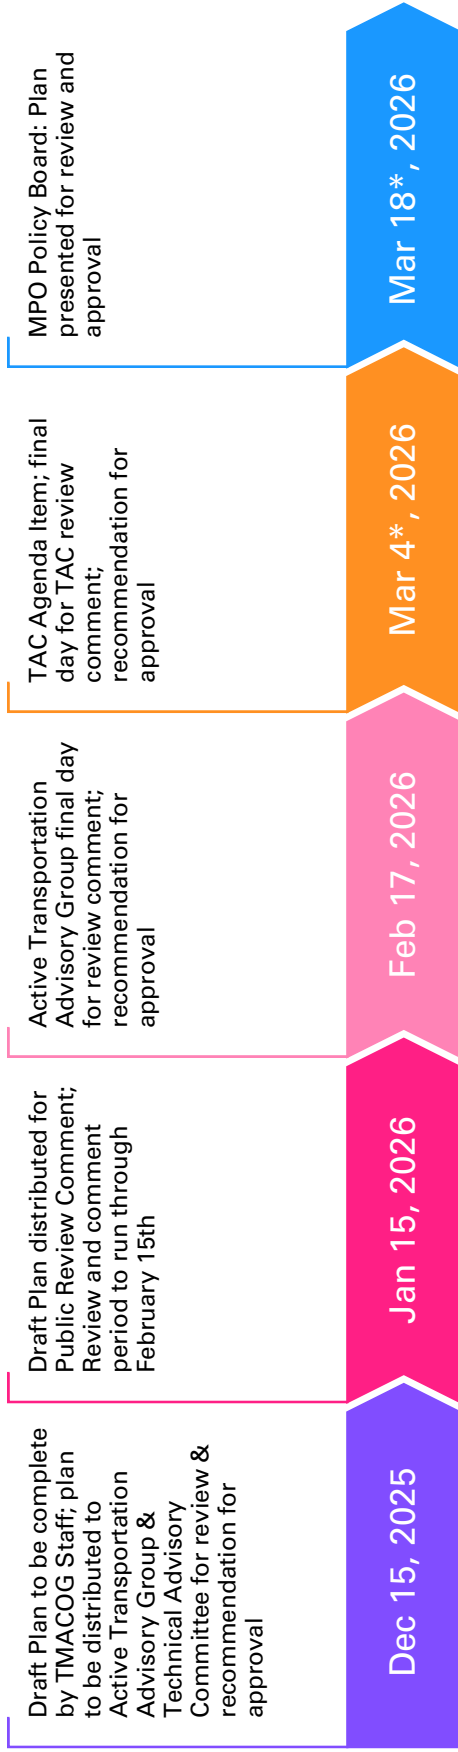 Draft Plan to be complete
by TMACOG Staff; plan
to be distributed to
Active Transportation
Advisory Group &
Technical Advisory
Committee for review &
recommendation for
approval
Dec 15, 2025
Draft Plan distributed for
Public Review Comment;
Review and comment
period to run through
February 15th
Jan 15, 2026
Active Transportation
Advisory Group final day
for review comment;
recommendation for
approval
Feb 17, 2026
TAC Agenda Item; final
day for TAC review
comment;
recommendation for
approval
Mar 4*, 2026
MPO Policy Board: Plan
presented for review and
approval
Mar 18*, 2026